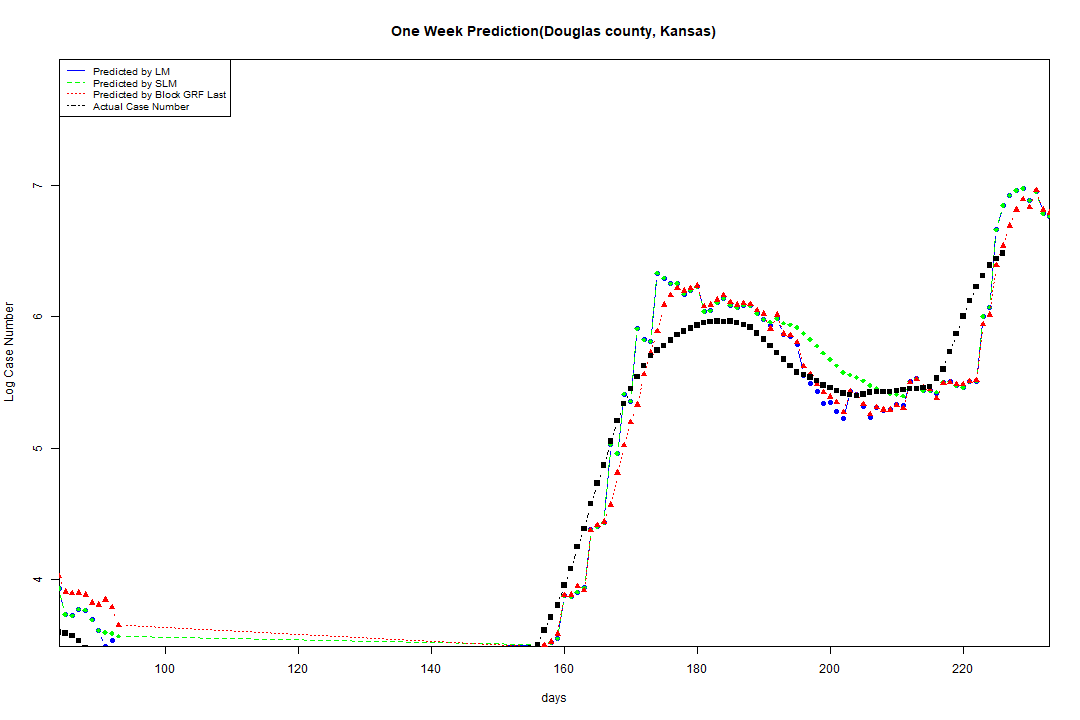 One Week Prediction(Douglas county, Kansas)
Predicted by LM
Predicted by SLM
Predicted by Block GRF Last
Actual Case Number
7
6
5
4
Log Case Number
100 120 140 160 180 200 220
days